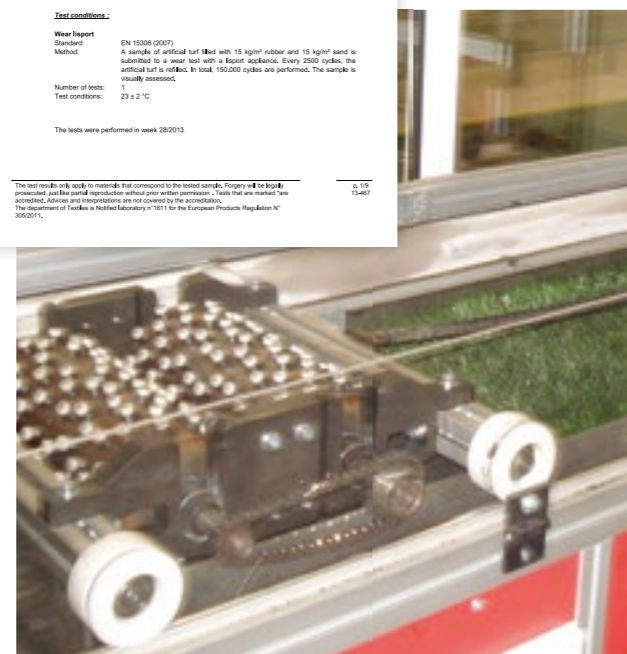 Test conditions :
Wear lisport
Standard: EN 15306 (2007)
Method: A sample of artificial turf filled with 15 kg/m² rubber and 15 kg/m² sand is
submitted to a wear test with a lisport appliance. Every 2500 cycles, the
artificial turf is refilled. In total, 150.000 cycles are performed. The sample is
visually assessed.
Number of tests: 1
Test conditions: 23 ± 2 °C
The tests were performed in week 28/2013
The test results only apply to materials that correspond to the tested sample. Forgery will be legally
prosecuted, just like partial reproduction without prior written permission . Tests that are marked *are
accredited. Advices and interpretations are not covered by the accreditation.
The department of Textiles is Notified laboratory n°1611 for the European Products Regulation N°
305/2011.
p. 1/9
13-467